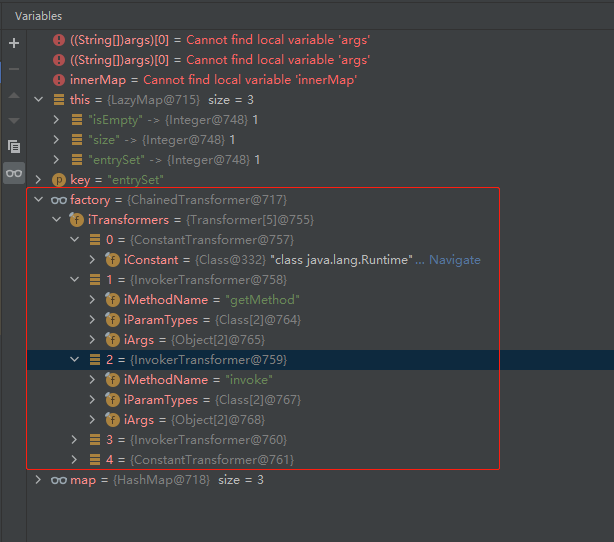 Variables
((String[])args)[0] = Cannot find local variable 'args'
((String[])args)[0] = Cannot find local variable 'args'
innerMap = Cannot find local variable 'innerMap'
this = {LazyMap@715} size = 3
"isEmpty" -> {Integer@748} 1
"size" -> {Integer@748} 1
"entrySet" -> {Integer@748} 1
key = "entrySet"
factory = {ChainedTransformer@717}
iTransformers = {Transformer[5]@755}
0 = {ConstantTransformer@757}
iConstant = {Class@332} "class java.lang.Runtime"... Navigate
1 = {InvokerTransformer@758}
iMethodName = "getMethod"
iParamTypes = {Class[2]@764}
iArgs = {Object[2]@765}
2 = {InvokerTransformer@759}
iMethodName = "invoke"
iParamTypes = {Class[2]@767}
iArgs = {Object[2]@768}
3 = {InvokerTransformer@760}
4 = {ConstantTransformer@761}
map = {HashMap@718} size = 3